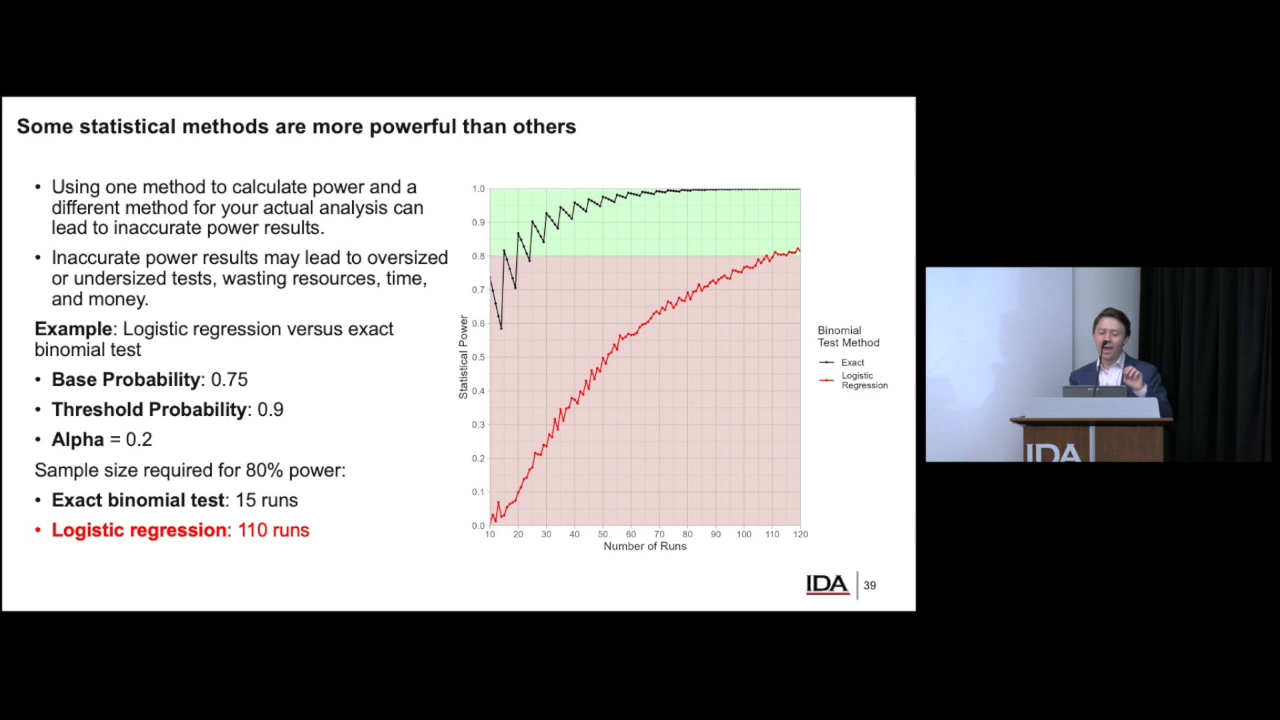 Some statistical methods are more powerful than others
• Using one method to calculate power and a
different method for your actual analysis can
lead to inaccurate power results.
• Inaccurate power results may lead to oversized
or undersized tests, wasting resources, time,
and money.
Example: Logistic regression versus exact
binomial test
• Base Probability: 0.75
• Threshold Probability: 0.9
• Alpha = 0.2
Sample size required for 80% power:
• Exact binomial test: 15 runs
• Logistic regression: 110 runs
Statistical Power
1.0
0.9
0.8
0.7
0.6
0.5
0.4
0.3
0.2
0.1
0.0
10 20 30 40 50 60 70 80 90 100 110 120
Number of Runs
Binomial
Test Method
Exact
Logistic
Regression
IDA 39
IDA